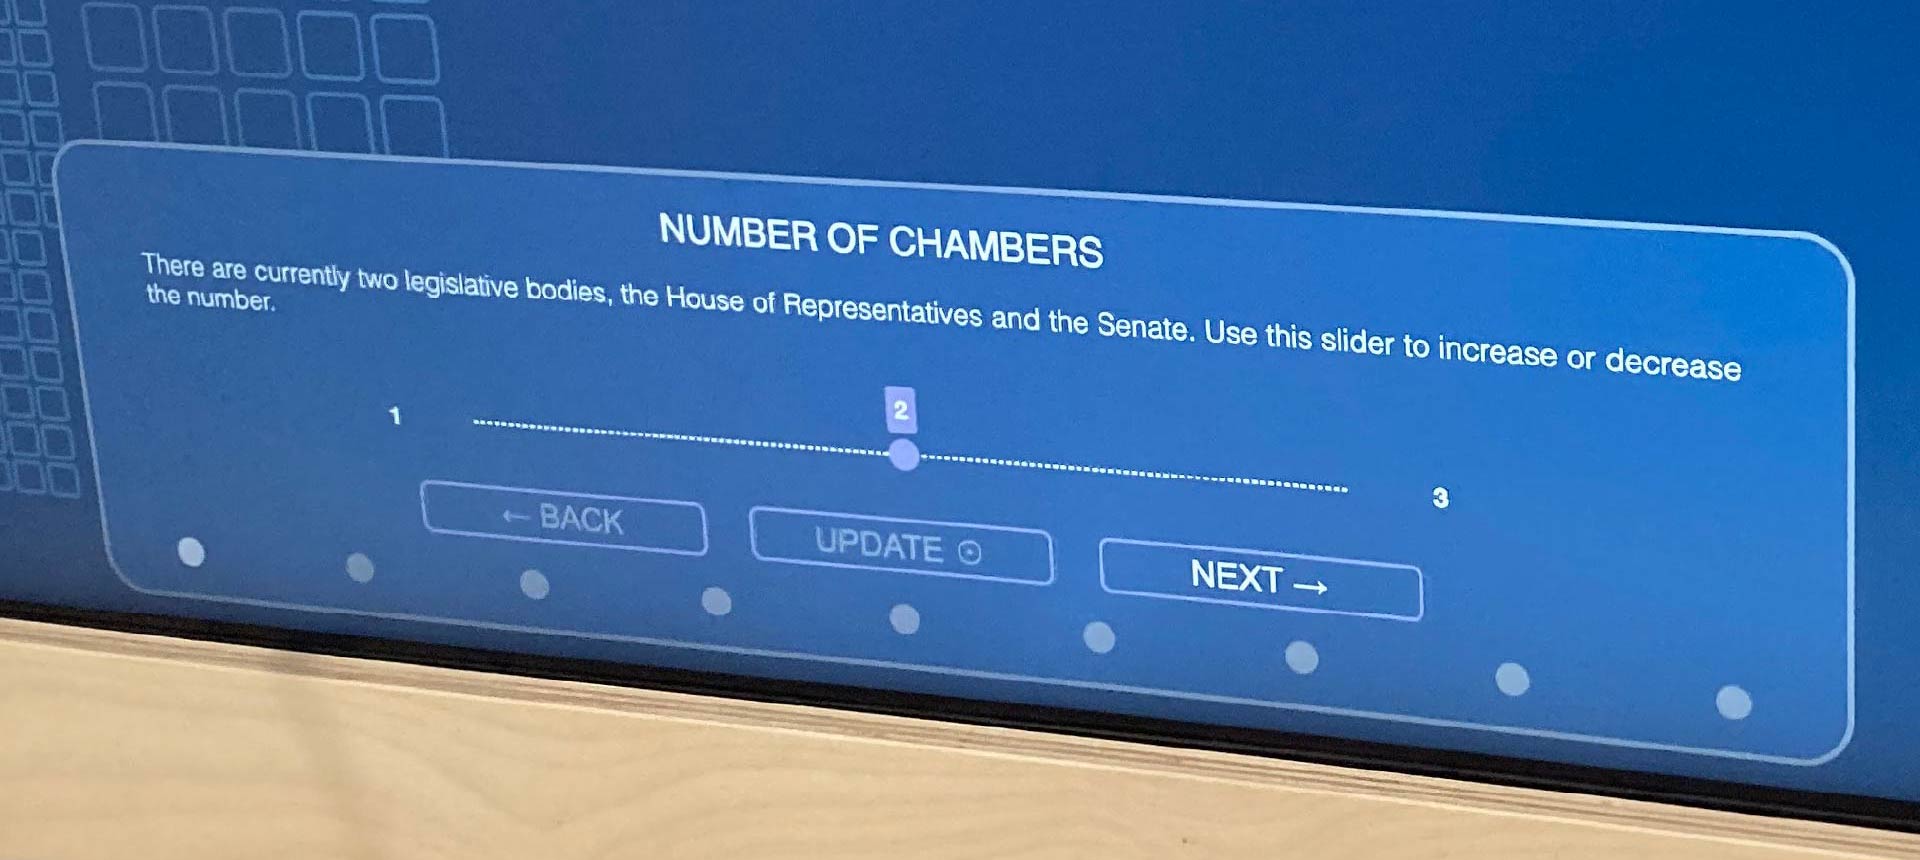 NUMBER OF CHAMBERS
There are currently two legislative bodies, the House of Representatives and the Senate. Use this slider to increase or decrease
the number.
2
1
3
← BACK
UPDATE ⊙
NEXT →